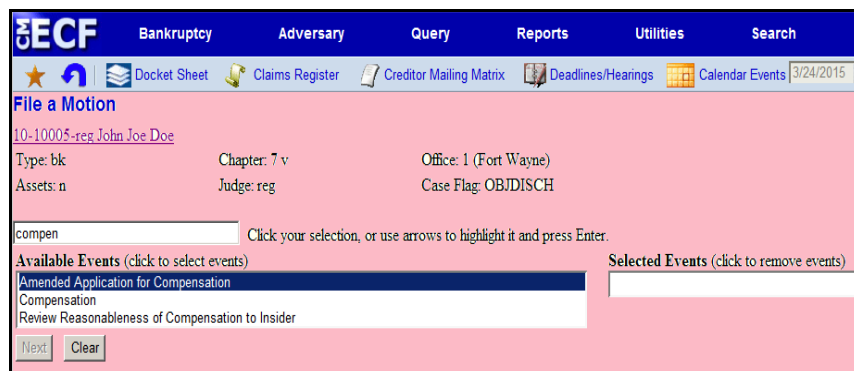 CM ECF Bankruptcy Adversary Query Reports Utilities Search
Docket Sheet Claims Register Creditor Mailing Matrix Deadlines/Hearings Calendar Events 3/24/2015
File a Motion
10-10005-reg John Joe Doe
Type: bk Chapter: 7 v Office: 1 (Fort Wayne)
Assets: n Judge: reg Case Flag: OBJDISCH
compen Click your selection, or use arrows to highlight it and press Enter.
Available Events (click to select events) Selected Events (click to remove events)
Amended Application for Compensation
Compensation
Review Reasonableness of Compensation to Insider
Next Clear